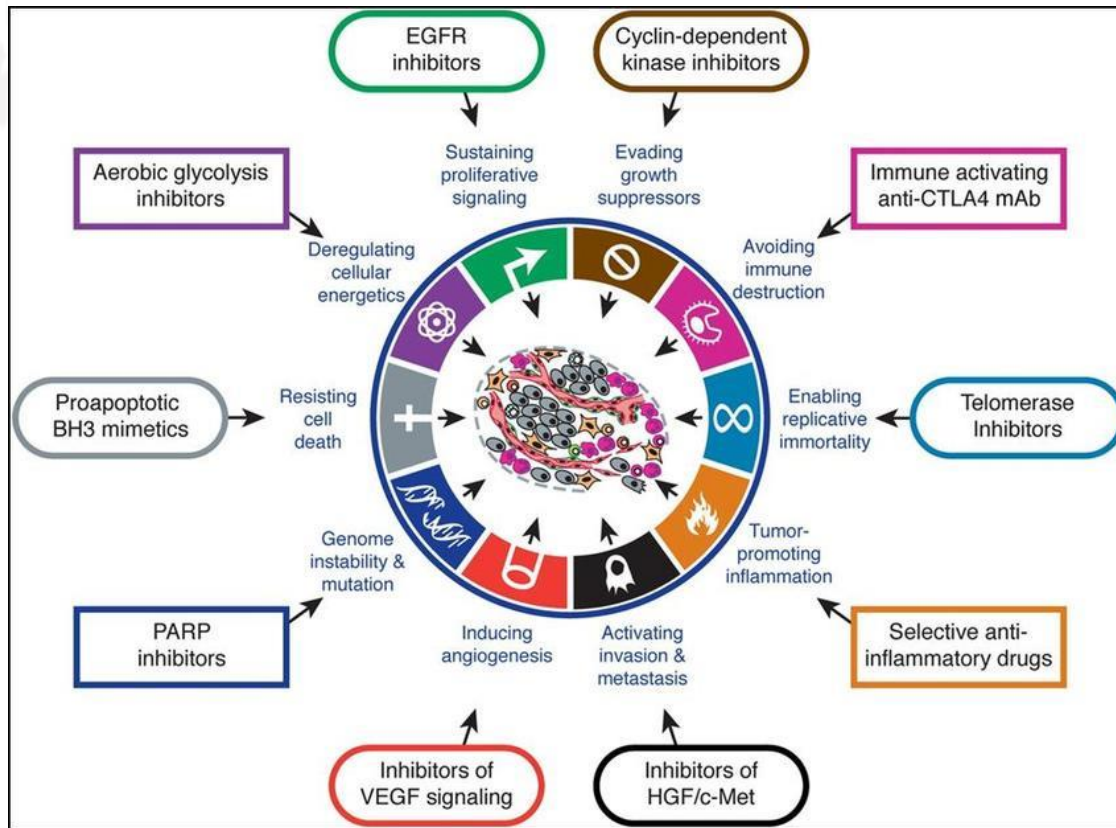 EGFR
inhibitors
Cyclin-dependent
kinase inhibitors
Sustaining
proliferative
signaling
Evading
growth
suppressors
Aerobic glycolysis
inhibitors
Immune activating
anti-CTLA4 mAb
Deregulating
cellular
energetics
Avoiding
immune
destruction
Proapoptotic
BH3 mimetics
Resisting
cell
death
Enabling
replicative
immortality
Telomerase
Inhibitors
Genome
instability &
mutation
Tumor-
promoting
inflammation
PARP
inhibitors
Inducing
angiogenesis
Activating
invasion &
metastasis
Selective anti-
inflammatory drugs
Inhibitors of
VEGF signaling
Inhibitors of
HGF/c-Met